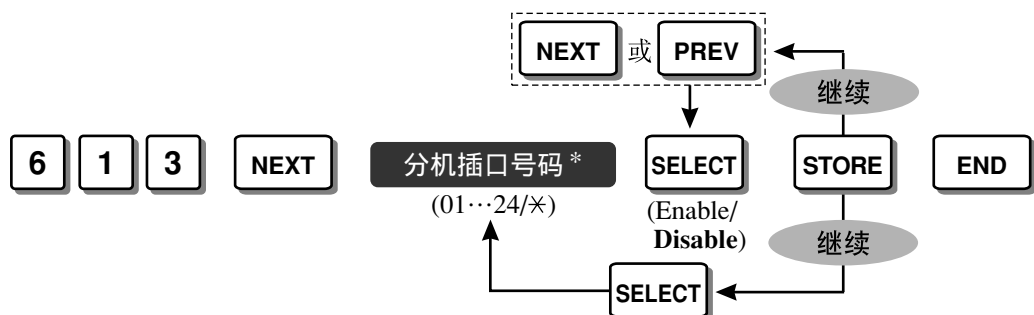 NEXT 或 PREV
继续
6 1 3 NEXT 分机插口号码* SELECT STORE END
(01…24/✳) (Enable/
Disable)
继续
SELECT